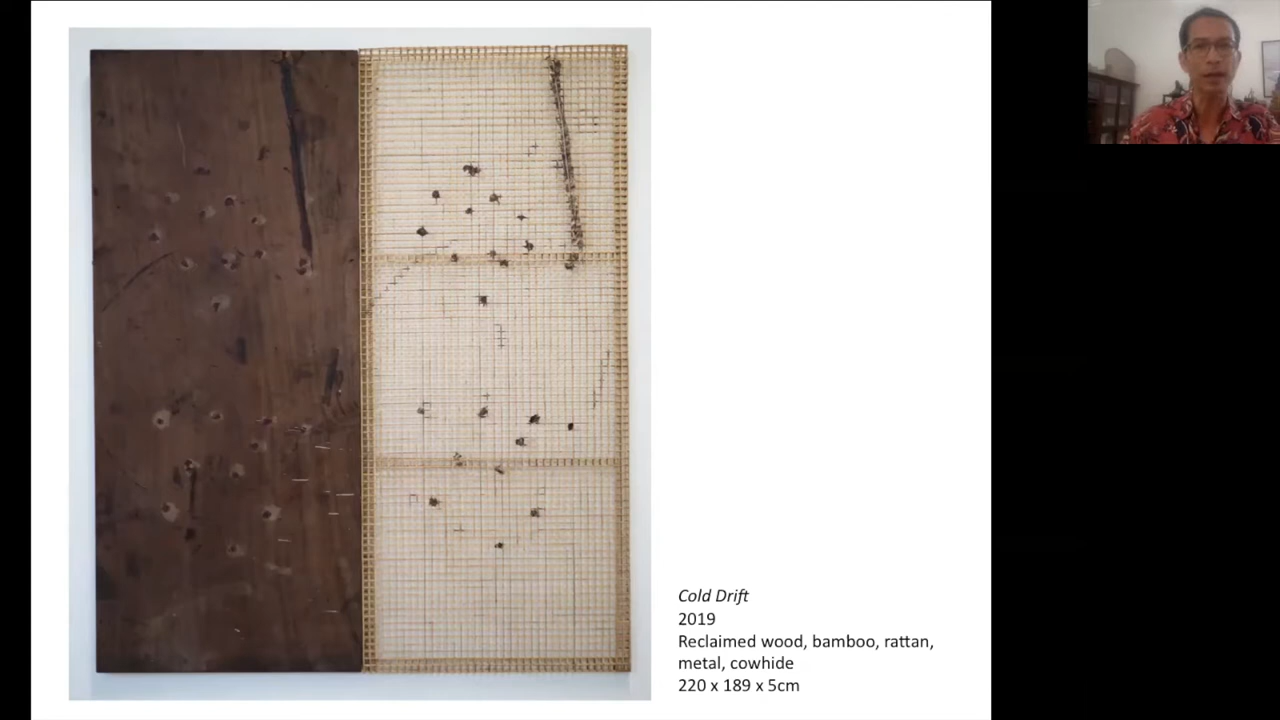 Cold Drift
2019
Reclaimed wood, bamboo, rattan,
metal, cowhide
220 x 189 x 5cm